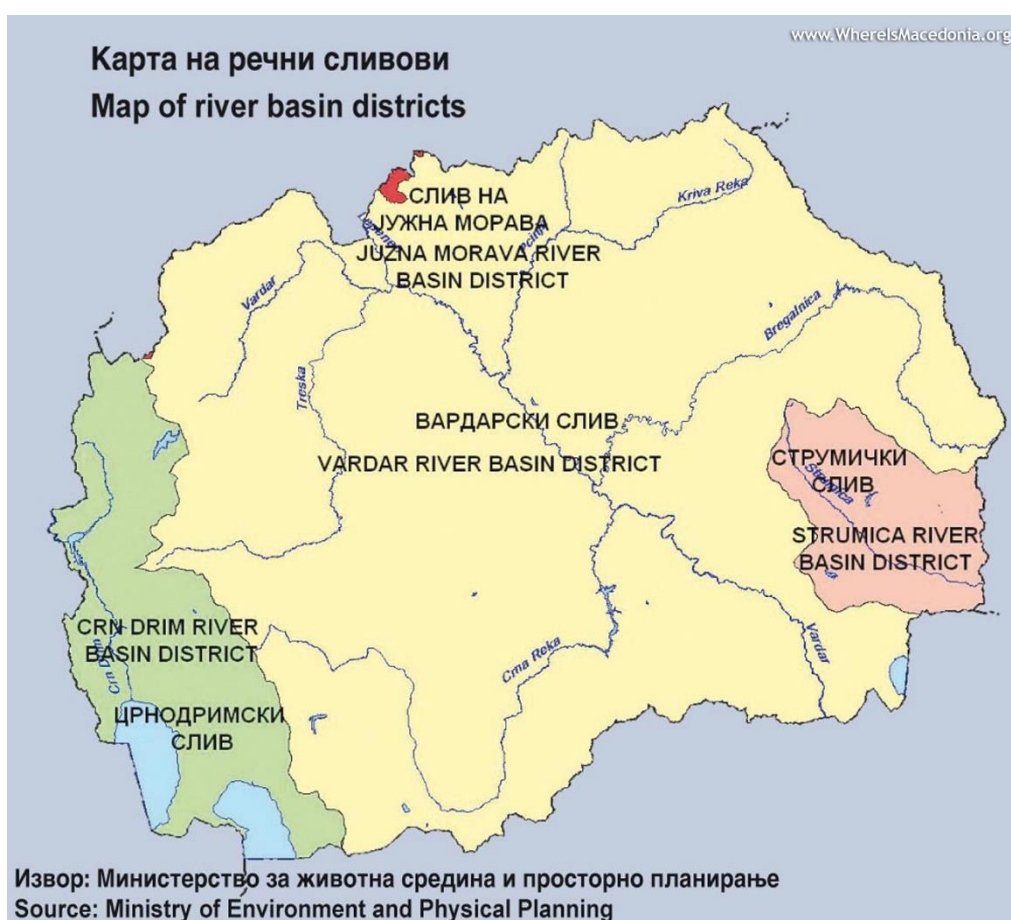 www.WhereIsMacedonia.org
Карта на речни сливови
Map of river basin districts
СЛИВ НА
ЈУЖНА МОРАВА
JUZNA MORAVA RIVER
BASIN DISTRICT
Kriva Reka
Pcinja
Vardar
Treska
Bregalnica
ВАРДАРСКИ СЛИВ
VARDAR RIVER BASIN DISTRICT
СТРУМИЧКИ
СЛИВ
STRUMICA RIVER
BASIN DISTRICT
CRN DRIM RIVER
BASIN DISTRICT
Crn Drim
ЦРНОДРИМСКИ
СЛИВ
Crna Reka
Vardar
Извор: Министерство за животна средина и просторно планирање
Source: Ministry of Environment and Physical Planning